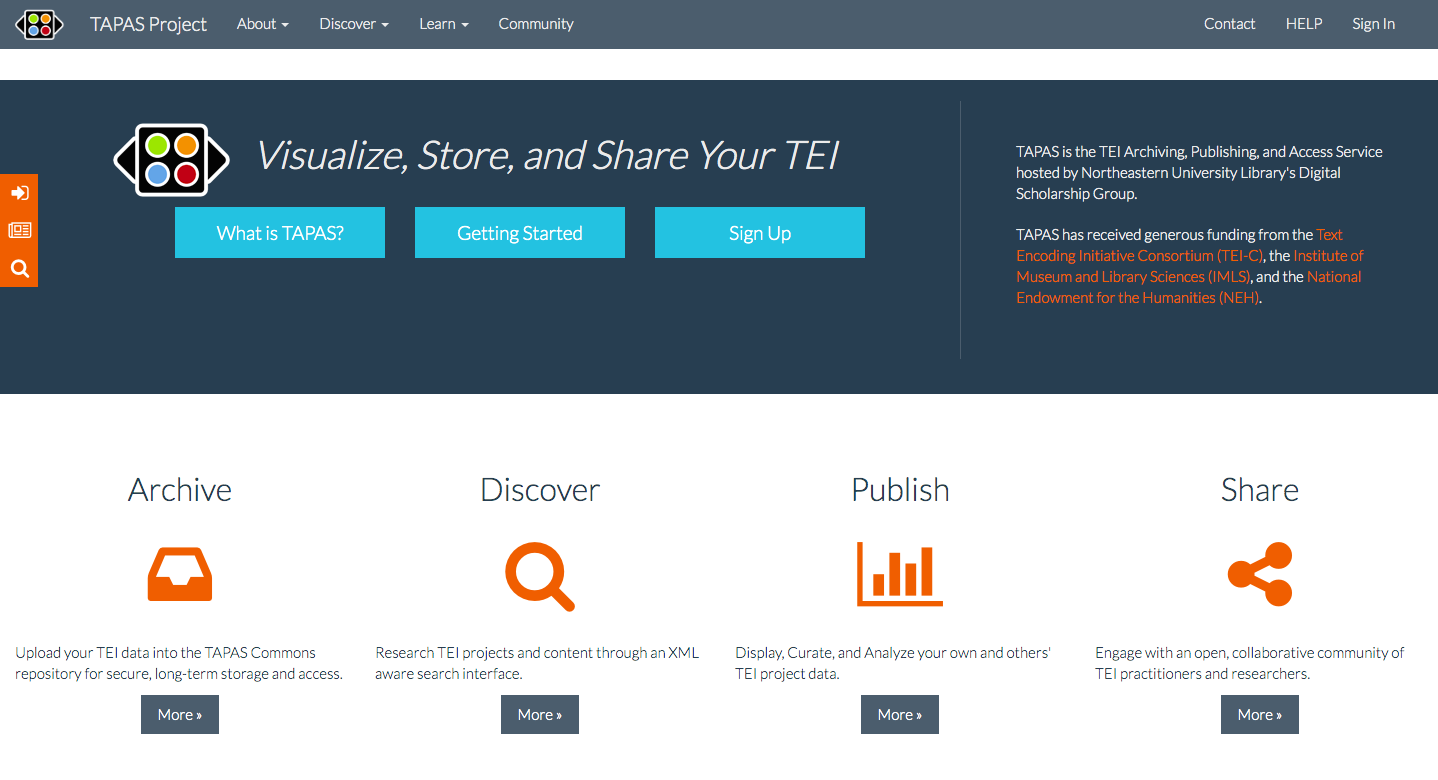 TAPAS Project About Discover Learn Community Contact HELP Sign In
Visualize, Store, and Share Your TEI
What is TAPAS? Getting Started Sign Up
TAPAS is the TEI Archiving, Publishing, and Access Service
hosted by Northeastern University Library's Digital
Scholarship Group.
TAPAS has received generous funding from the Text
Encoding Initiative Consortium (TEI-C), the Institute of
Museum and Library Sciences (IMLS), and the National
Endowment for the Humanities (NEH).
Archive
Upload your TEI data into the TAPAS Commons
repository for secure, long-term storage and access.
More »
Discover
Research TEI projects and content through an XML
aware search interface.
More »
Publish
Display, Curate, and Analyze your own and others'
TEI project data.
More »
Share
Engage with an open, collaborative community of
TEI practitioners and researchers.
More »